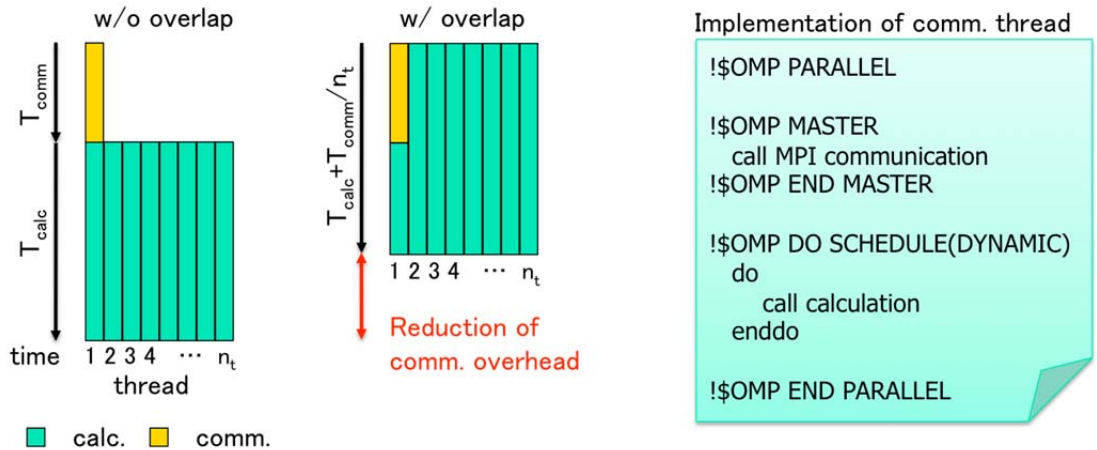 w/o overlap
T_comm
T_calc
time
1 2 3 4 … n_t
thread
calc. comm.
w/ overlap
T_calc+T_comm/n_t
1 2 3 4 … n_t
Reduction of
comm. overhead
Implementation of comm. thread
!$OMP PARALLEL
!$OMP MASTER
call MPI communication
!$OMP END MASTER
!$OMP DO SCHEDULE(DYNAMIC)
do
call calculation
enddo
!$OMP END PARALLEL